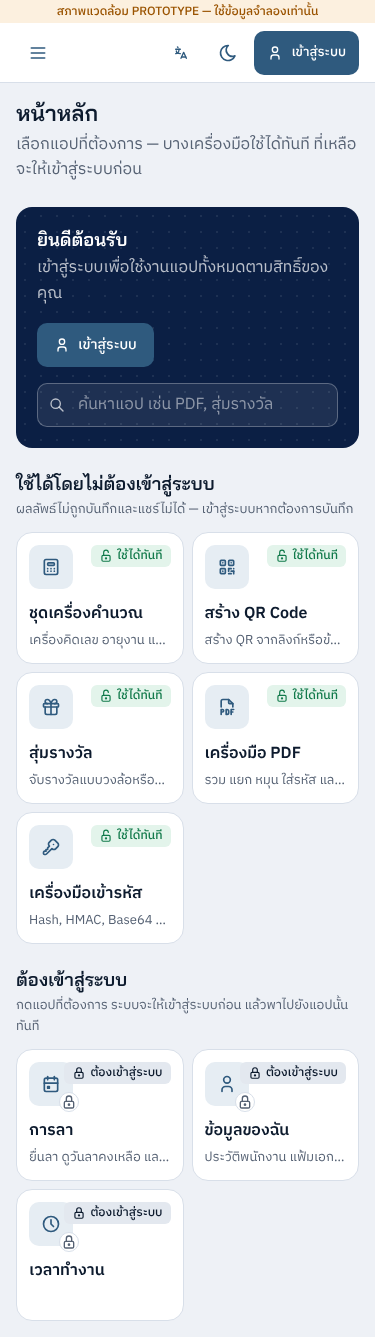 สภาพแวดล้อม PROTOTYPE — ใช้ข้อมูลจำลองเท่านั้น
เข้าสู่ระบบ
หน้าหลัก
เลือกแอปที่ต้องการ — บางเครื่องมือใช้ได้ทันที ที่เหลือ
จะให้เข้าสู่ระบบก่อน
ยินดีต้อนรับ
เข้าสู่ระบบเพื่อใช้งานแอปทั้งหมดตามสิทธิ์ของ
คุณ
เข้าสู่ระบบ
ค้นหาแอป เช่น PDF, สุ่มรางวัล
ใช้ได้โดยไม่ต้องเข้าสู่ระบบ
ผลลัพธ์ไม่ถูกบันทึกและแชร์ไม่ได้ — เข้าสู่ระบบหากต้องการบันทึก
ใช้ได้ทันที
ชุดเครื่องคำนวณ
เครื่องคิดเลข อายุงาน แ...
ใช้ได้ทันที
สร้าง QR Code
สร้าง QR จากลิงก์หรือข้...
ใช้ได้ทันที
สุ่มรางวัล
จับรางวัลแบบวงล้อหรือ...
ใช้ได้ทันที
PDF
เครื่องมือ PDF
รวม แยก หมุน ใส่รหัส แล...
ใช้ได้ทันที
เครื่องมือเข้ารหัส
Hash, HMAC, Base64 ...
ต้องเข้าสู่ระบบ
กดแอปที่ต้องการ ระบบจะให้เข้าสู่ระบบก่อน แล้วพาไปยังแอปนั้น
ทันที
ต้องเข้าสู่ระบบ
การลา
ยื่นลา ดูวันลาคงเหลือ แล...
ต้องเข้าสู่ระบบ
ข้อมูลของฉัน
ประวัติพนักงาน แฟ้มเอก...
ต้องเข้าสู่ระบบ
เวลาทำงาน